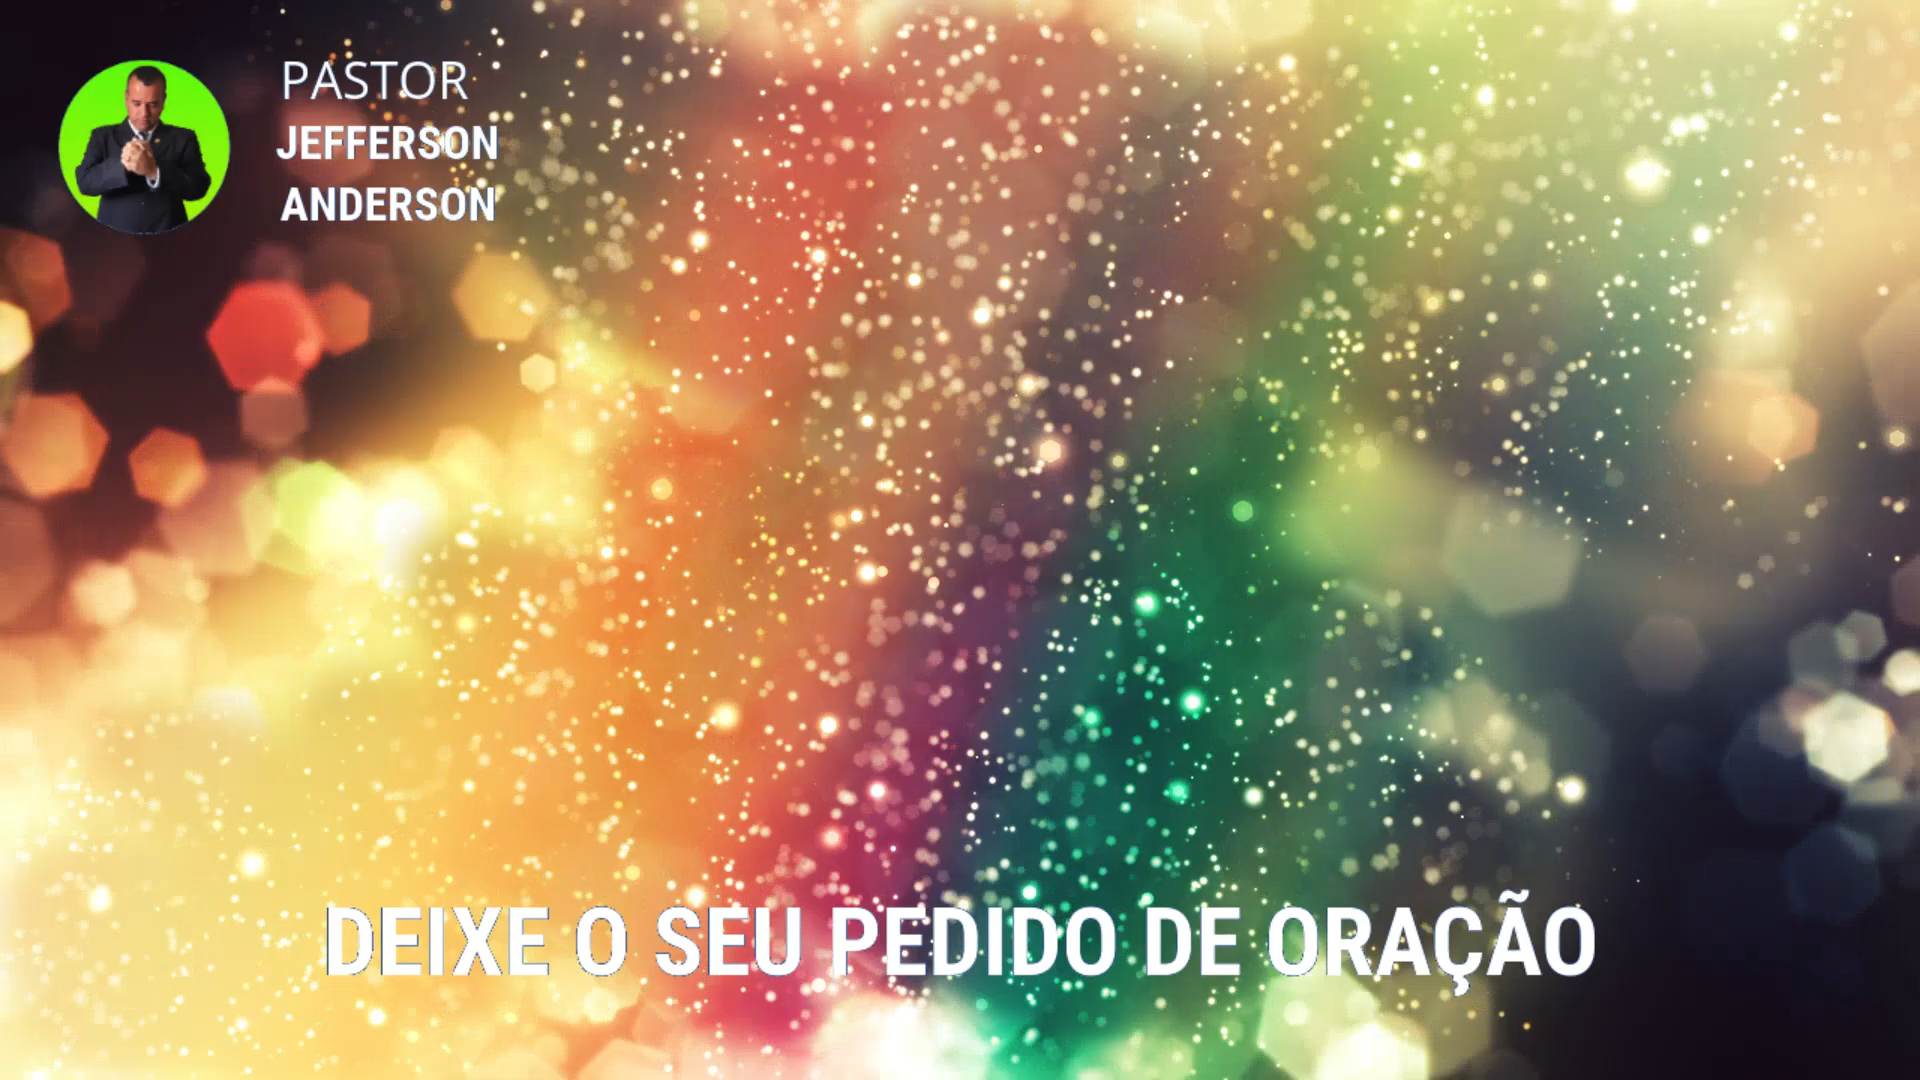 PASTOR
JEFFERSON
ANDERSON
DEIXE O SEU PEDIDO DE ORAÇÃO